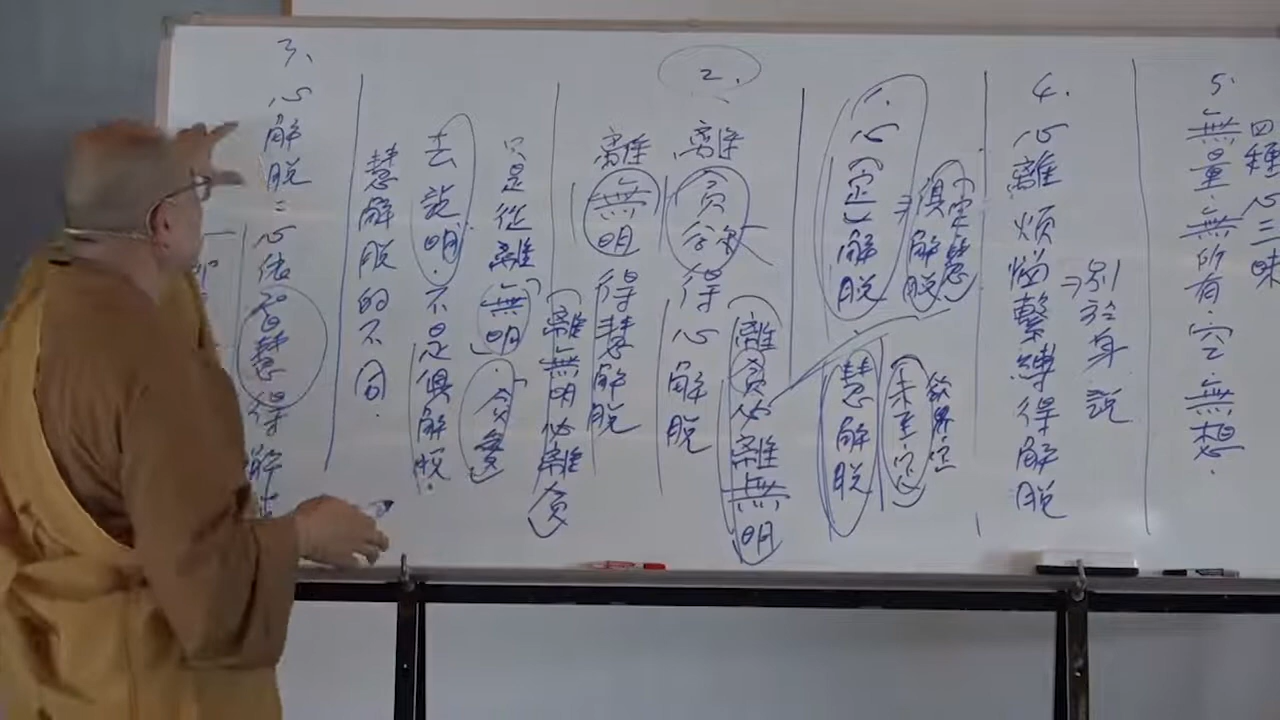 四種心三味
5. 無量.無所有.空.無想.
⇒別於身說
4. 心離煩惱繫縛得解脫
定慧
⇒俱解脫
欲界定
(未至定)
1. 心(定)解脫
慧解脫
2.
離貪欲得心解脫
(離貪必離無明)
離無明得慧解脫
(離無明必離貪)
只是從離「無明」.「貪愛」
去說明.不是俱解脫.
慧解脫的不同.
3. 心解脫:心依智慧得解